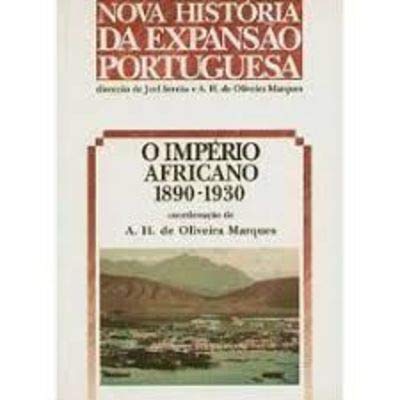 NOVA HISTÓRIA
DA EXPANSÃO
PORTUGUESA
direcção de Joel Serrão e A. H. de Oliveira Marques
O IMPÉRIO
AFRICANO
1890-1930
coordenação de
A. H. de Oliveira Marques